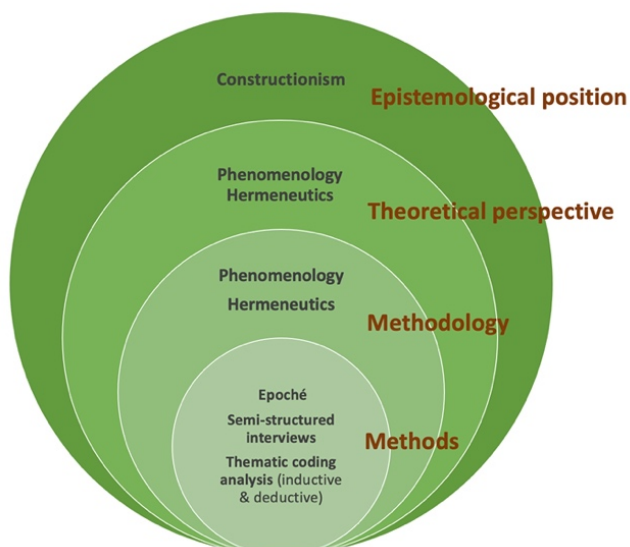 Constructionism
Epistemological position
Phenomenology
Hermeneutics
Theoretical perspective
Phenomenology
Hermeneutics
Methodology
Epoché
Semi-structured
interviews
Methods
Thematic coding
analysis (inductive
& deductive)